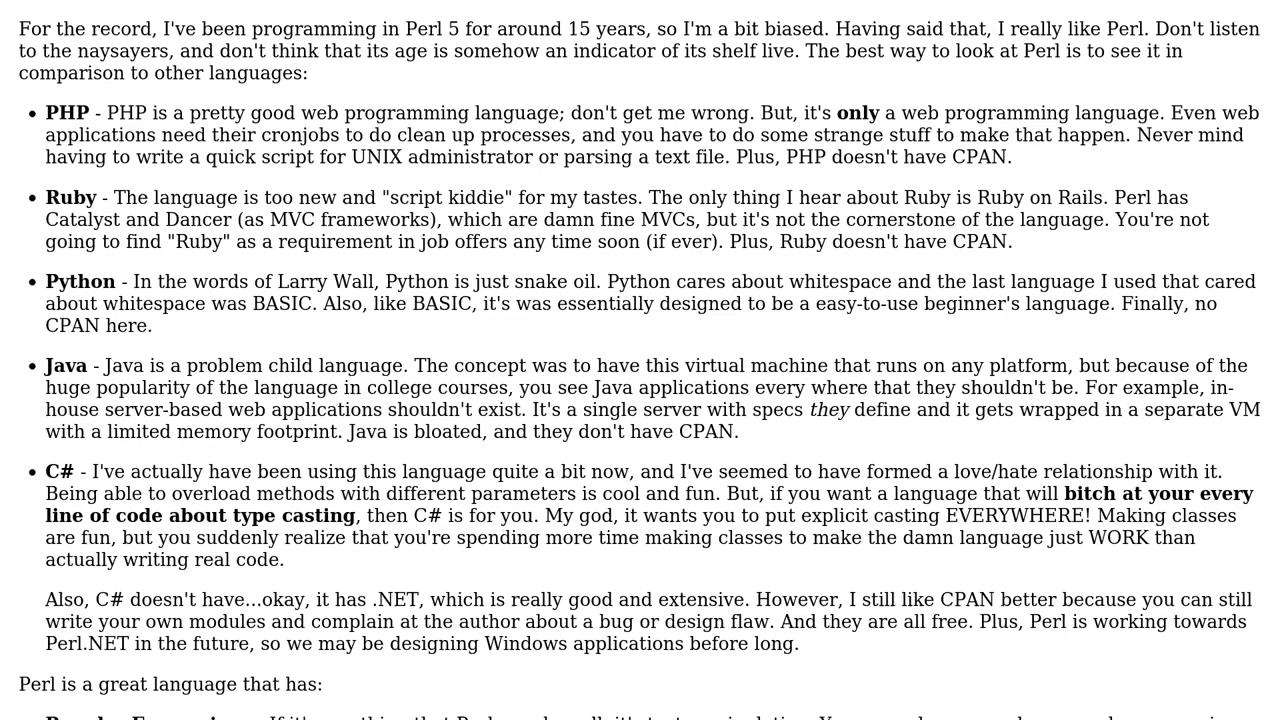 For the record, I've been programming in Perl 5 for around 15 years, so I'm a bit biased. Having said that, I really like Perl. Don't listen
to the naysayers, and don't think that its age is somehow an indicator of its shelf live. The best way to look at Perl is to see it in
comparison to other languages:
• PHP - PHP is a pretty good web programming language; don't get me wrong. But, it's only a web programming language. Even web
applications need their cronjobs to do clean up processes, and you have to do some strange stuff to make that happen. Never mind
having to write a quick script for UNIX administrator or parsing a text file. Plus, PHP doesn't have CPAN.
• Ruby - The language is too new and "script kiddie" for my tastes. The only thing I hear about Ruby is Ruby on Rails. Perl has
Catalyst and Dancer (as MVC frameworks), which are damn fine MVCs, but it's not the cornerstone of the language. You're not
going to find "Ruby" as a requirement in job offers any time soon (if ever). Plus, Ruby doesn't have CPAN.
• Python - In the words of Larry Wall, Python is just snake oil. Python cares about whitespace and the last language I used that cared
about whitespace was BASIC. Also, like BASIC, it's was essentially designed to be a easy-to-use beginner's language. Finally, no
CPAN here.
• Java - Java is a problem child language. The concept was to have this virtual machine that runs on any platform, but because of the
huge popularity of the language in college courses, you see Java applications every where that they shouldn't be. For example, in-
house server-based web applications shouldn't exist. It's a single server with specs they define and it gets wrapped in a separate VM
with a limited memory footprint. Java is bloated, and they don't have CPAN.
• C# - I've actually have been using this language quite a bit now, and I've seemed to have formed a love/hate relationship with it.
Being able to overload methods with different parameters is cool and fun. But, if you want a language that will bitch at your every
line of code about type casting, then C# is for you. My god, it wants you to put explicit casting EVERYWHERE! Making classes
are fun, but you suddenly realize that you're spending more time making classes to make the damn language just WORK than
actually writing real code.
Also, C# doesn't have...okay, it has .NET, which is really good and extensive. However, I still like CPAN better because you can still
write your own modules and complain at the author about a bug or design flaw. And they are all free. Plus, Perl is working towards
Perl.NET in the future, so we may be designing Windows applications before long.
Perl is a great language that has: